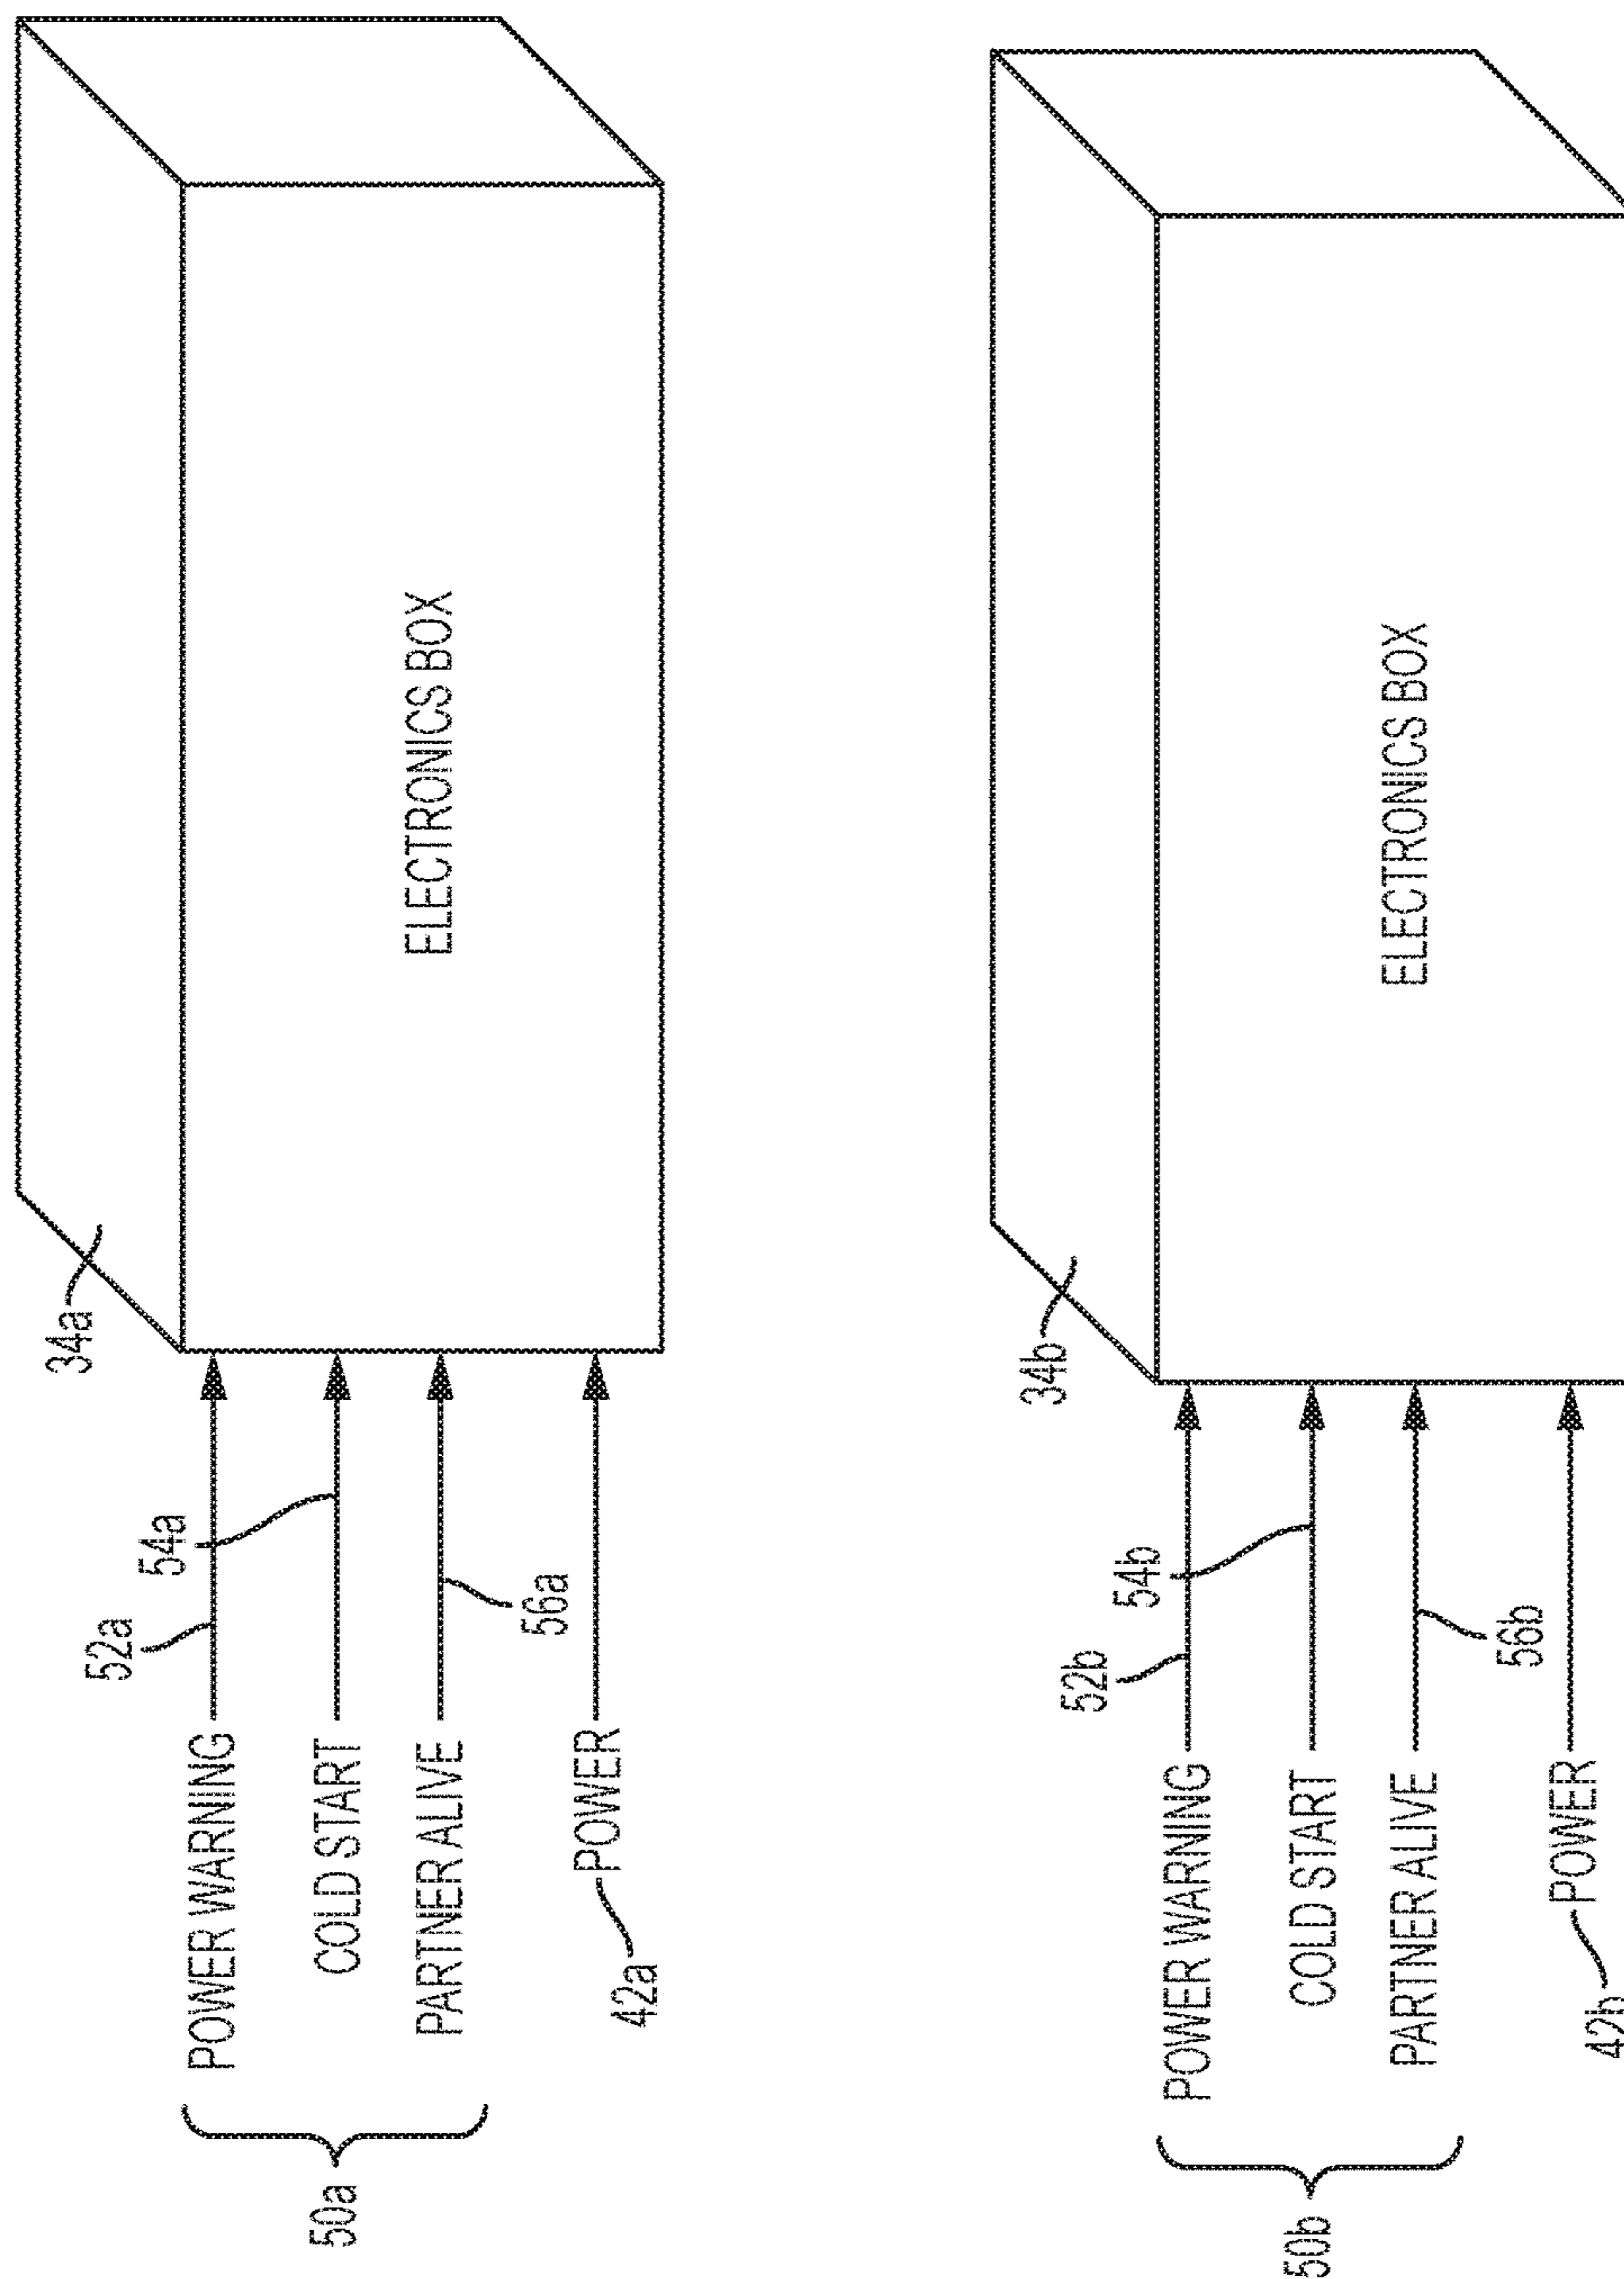 34a
ELECTRONICS BOX
52a
54a
POWER WARNING
COLD START
PARTNER ALIVE
56a
POWER
42a
50a
34b
ELECTRONICS BOX
52b
54b
POWER WARNING
COLD START
PARTNER ALIVE
56b
POWER
42b
50b